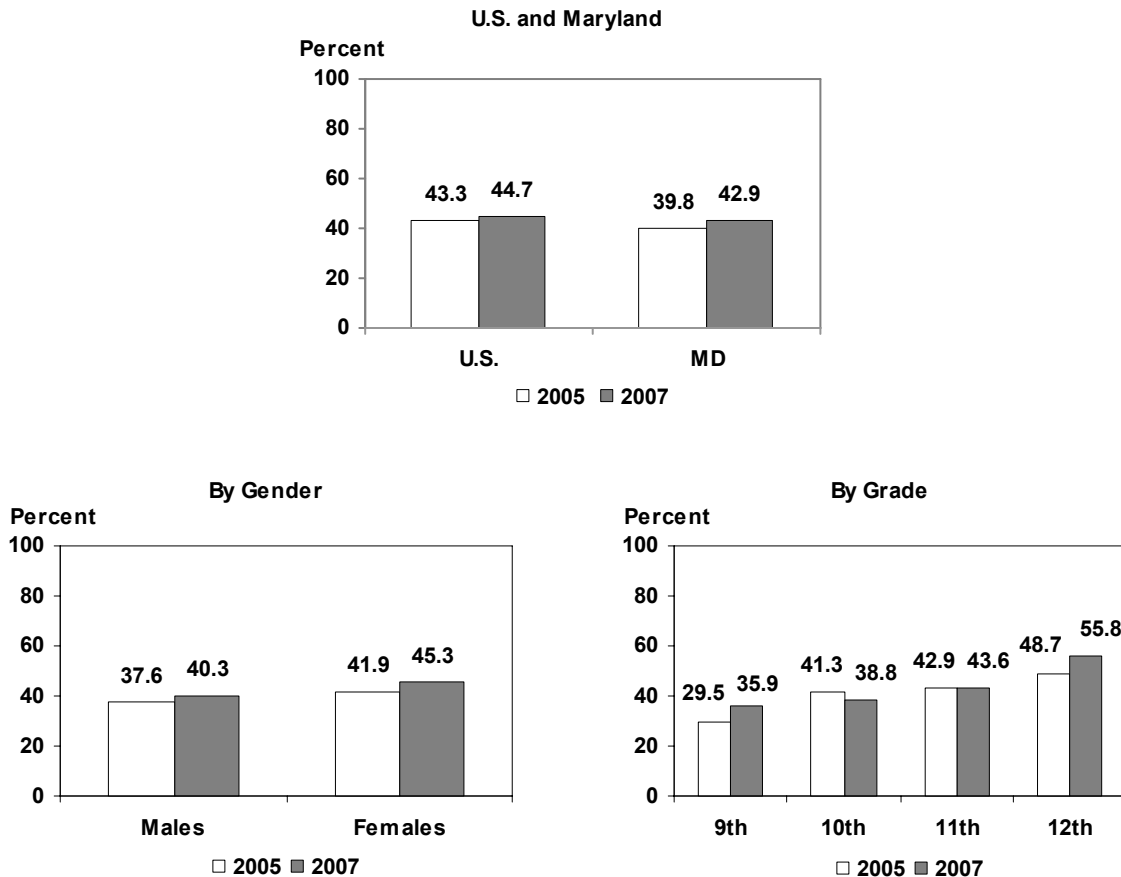 U.S. and Maryland
Percent
100
80
60
40
20
0
43.3 44.7 39.8 42.9
U.S. MD
2005 2007
By Gender
Percent
100
80
60
40
20
0
37.6 40.3 41.9 45.3
Males Females
2005 2007
By Grade
Percent
100
80
60
40
20
0
29.5 35.9 41.3 38.8 42.9 43.6 48.7 55.8
9th 10th 11th 12th
2005 2007